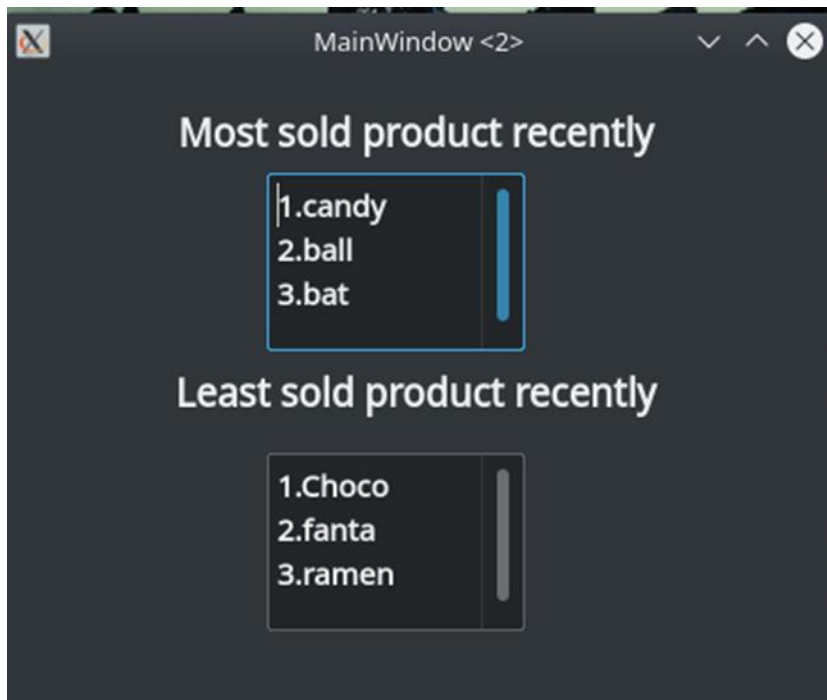 MainWindow <2>
Most sold product recently
1.candy
2.ball
3.bat
Least sold product recently
1.Choco
2.fanta
3.ramen